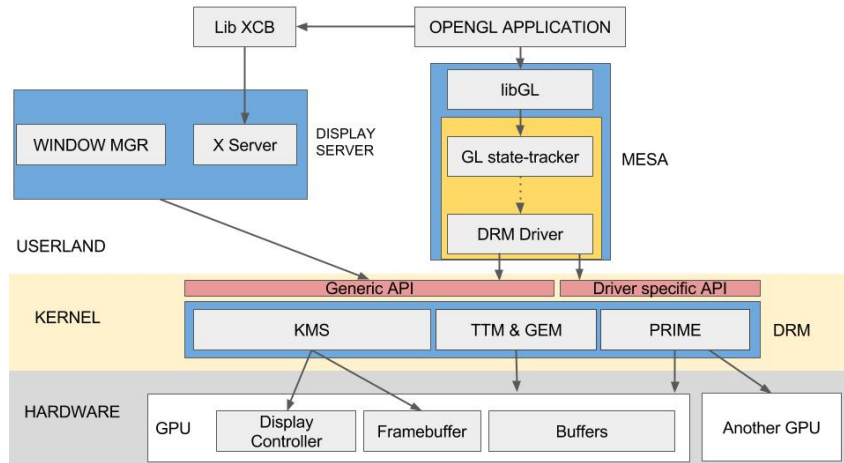 Lib XCB
OPENGL APPLICATION
libGL
WINDOW MGR
X Server
DISPLAY
SERVER
GL state-tracker
MESA
DRM Driver
USERLAND
Generic API
Driver specific API
KERNEL
KMS
TTM & GEM
PRIME
DRM
HARDWARE
GPU
Display
Controller
Framebuffer
Buffers
Another GPU